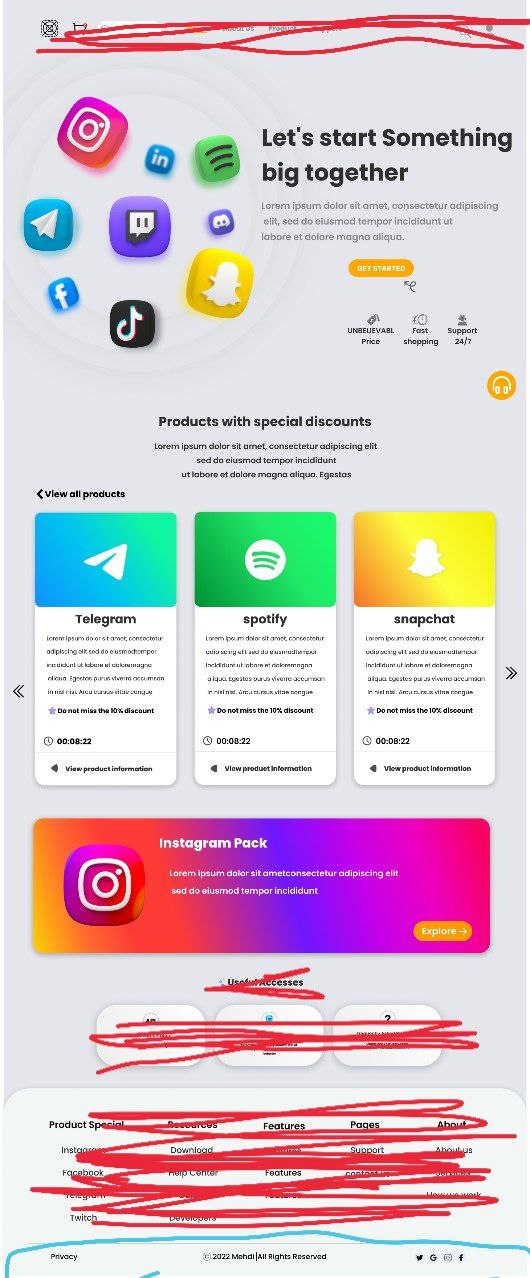 About Us
Product
Let's start Something
big together
Lorem ipsum dolor sit amet, consectetur adipiscing
elit, sed do eiusmod tempor incididunt ut
labore et dolore magna aliqua.
GET STARTED
UNBELIEVABL Fast Support
Price shopping 24/7
Products with special discounts
Lorem ipsum dolor sit amet, consectetur adipiscing elit
sed do eiusmod tempor incididunt
ut labore et dolore magna aliqua. Egestas
View all products
Telegram
Lorem ipsum dolor sit amet, consectetur
adipiscing elit, sed do eiusmodtempor
incididunt ut labore et doloremagna
aliqua. Egestas purus viverra accumsan
in nisl nisi. Arcu cursus vitae congue
Do not miss the 10% discount
00:08:22
View product information
spotify
Lorem ipsum dolor sit amet, consectetur
adipiscing elit, sed do eiusmodtempor
incididunt ut labore et doloremagna
aliqua. Egestas purus viverra accumsan
in nisl nisi. Arcu cursus vitae congue
Do not miss the 10% discount
00:08:22
View product information
snapchat
Lorem ipsum dolor sit amet, consectetur
adipiscing elit, sed do eiusmodtempor
incididunt ut labore et doloremagna
aliqua. Egestas purus viverra accumsan
in nisl nisi. Arcu cursus vitae congue
Do not miss the 10% discount
00:08:22
View product information
Instagram Pack
Lorem ipsum dolor sit ametconsectetur adipiscing elit
sed do eiusmod tempor incididunt
Explore →
Useful Accesses
Product Special Resources Features Pages About
Instagram Download Support About us
Facebook Help Center Features contact us Services
Telegram Features How we work
Twitch Developers
Privacy © 2022 Mehdi|All Rights Reserved